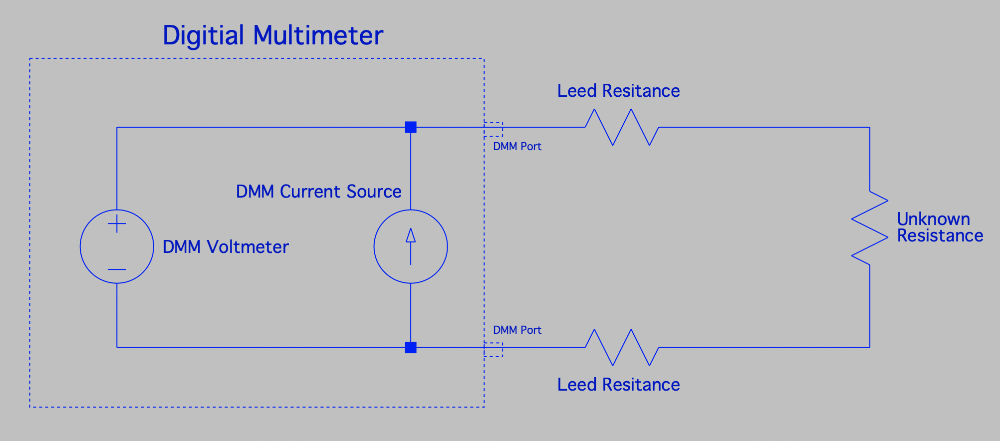 Digitial Multimeter
Leed Resitance
DMM Port
DMM Current Source
Unknown
Resistance
DMM Voltmeter
DMM Port
Leed Resitance